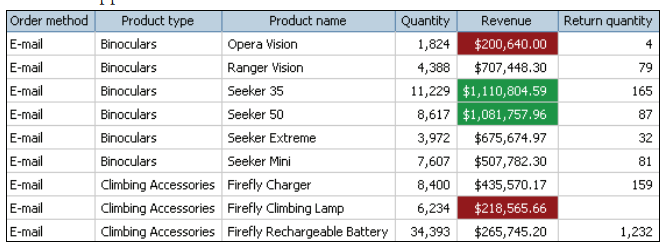 Order method Product type Product name Quantity Revenue Return quantity
E-mail Binoculars Opera Vision 1,824 $200,640.00 4
E-mail Binoculars Ranger Vision 4,388 $707,448.30 79
E-mail Binoculars Seeker 35 11,229 $1,110,804.59 165
E-mail Binoculars Seeker 50 8,617 $1,081,757.96 87
E-mail Binoculars Seeker Extreme 3,972 $675,674.97 32
E-mail Binoculars Seeker Mini 7,607 $507,782.30 81
E-mail Climbing Accessories Firefly Charger 8,400 $435,570.17 159
E-mail Climbing Accessories Firefly Climbing Lamp 6,234 $218,565.66
E-mail Climbing Accessories Firefly Rechargeable Battery 34,393 $265,745.20 1,232